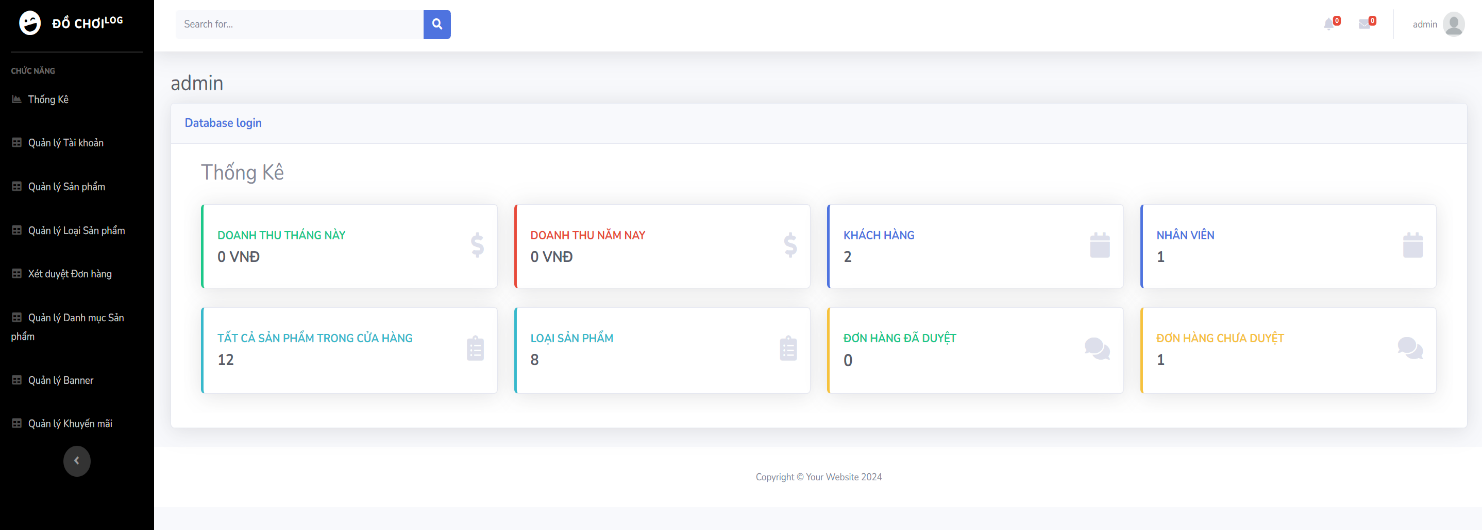 ĐỒ CHƠI LOG
CHỨC NĂNG
Thống Kê
Quản lý Tài khoản
Quản lý Sản phẩm
Quản lý Loại Sản phẩm
Xét duyệt Đơn hàng
Quản lý Danh mục Sản
phẩm
Quản lý Banner
Quản lý Khuyến mãi
Search for...
0
0
admin
admin
Database login
Thống Kê
DOANH THU THÁNG NÀY
0 VNĐ
DOANH THU NĂM NAY
0 VNĐ
KHÁCH HÀNG
2
NHÂN VIÊN
1
TẤT CẢ SẢN PHẨM TRONG CỬA HÀNG
12
LOẠI SẢN PHẨM
8
ĐƠN HÀNG ĐÃ DUYỆT
0
ĐƠN HÀNG CHƯA DUYỆT
1
Copyright © Your Website 2024